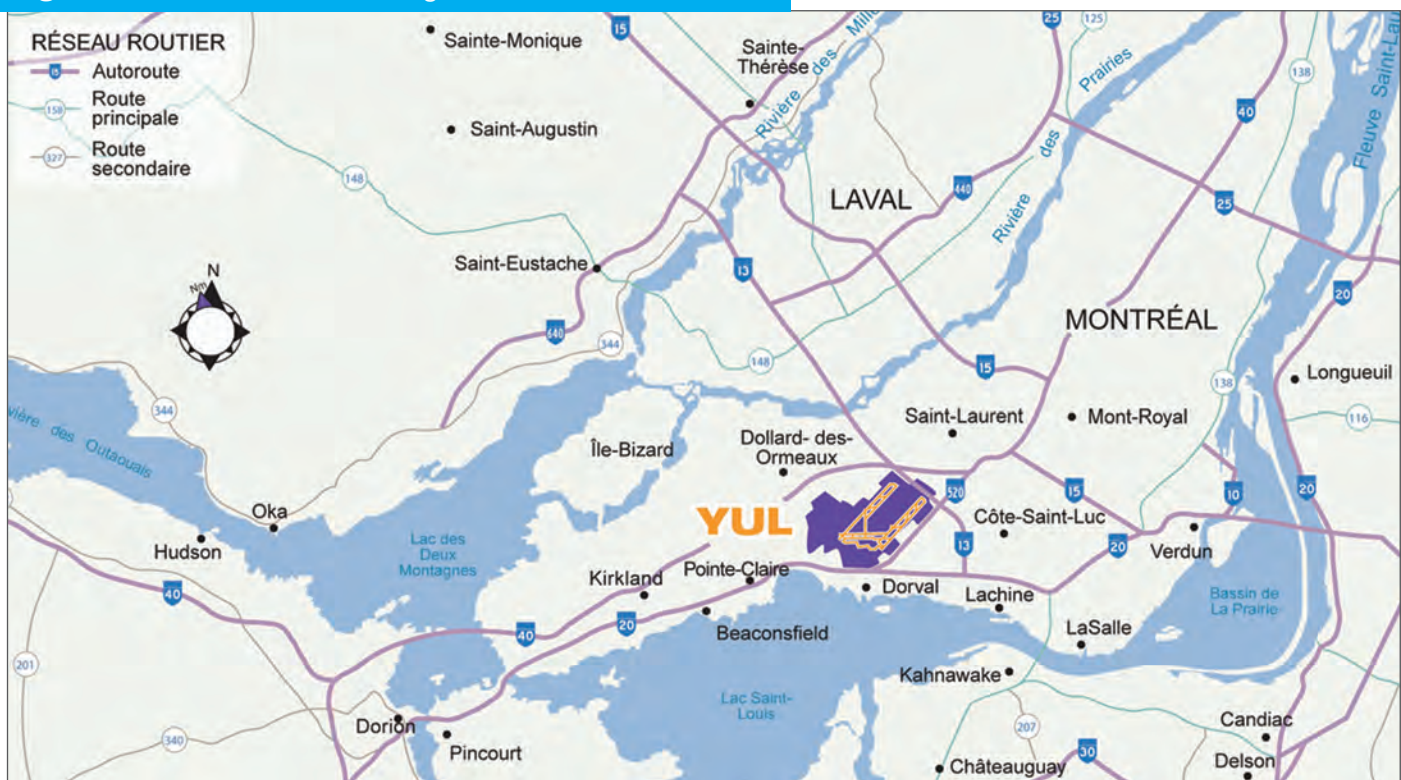 RÉSEAU ROUTIER
15
Autoroute
158
Route
principale
327
Route
secondaire
Sainte-Monique
15
Sainte-
Thérèse
Rivière des Mille
25
125
Prairies
138
Fleuve Saint-Lau
40
Saint-Augustin
des
148
LAVAL
440
25
Rivière
N
Nm
Saint-Eustache
13
20
640
344
MONTRÉAL
148
15
138
Longueuil
344
116
Saint-Laurent
Mont-Royal
vière des Outaouais
Île-Bizard
Dollard- des-
Ormeaux
520
15
10
20
YUL
Oka
Hudson
Lac des
Deux
Montagnes
Côte-Saint-Luc
13
20
Verdun
Kirkland
Pointe-Claire
40
Dorval
Lachine
Bassin de
La Prairie
20
Beaconsfield
40
LaSalle
201
Kahnawake
Lac Saint-
Louis
Dorion
340
Pincourt
207
Candiac
30
Delson
Châteauguay